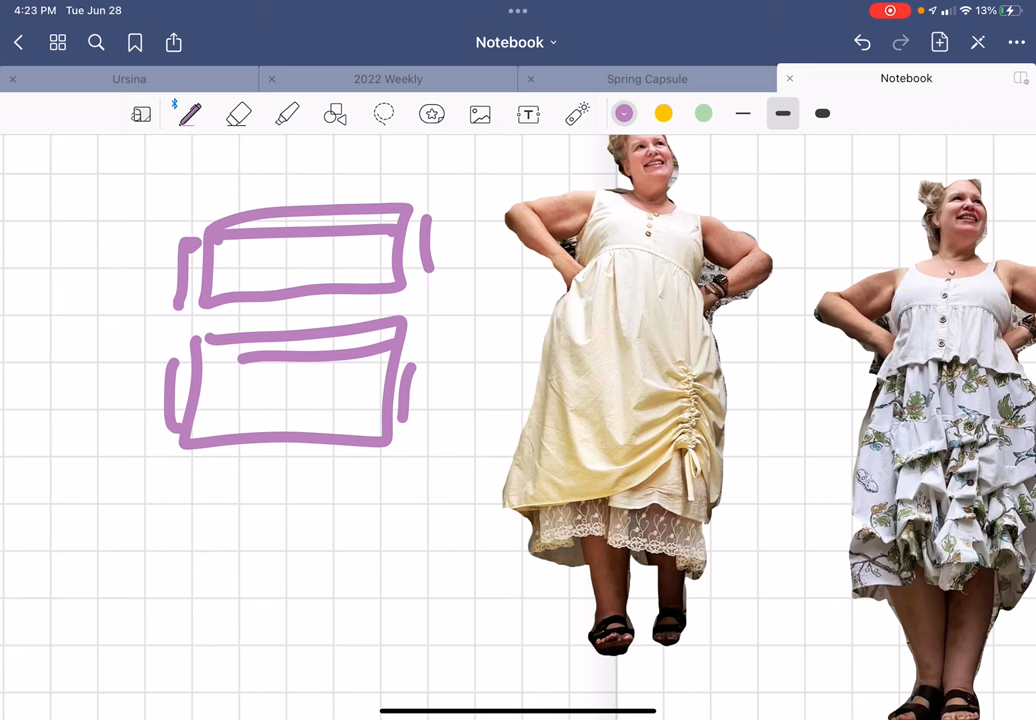 4:23 PM Tue Jun 28
13%
Notebook
Ursina
2022 Weekly
Spring Capsule
Notebook
T